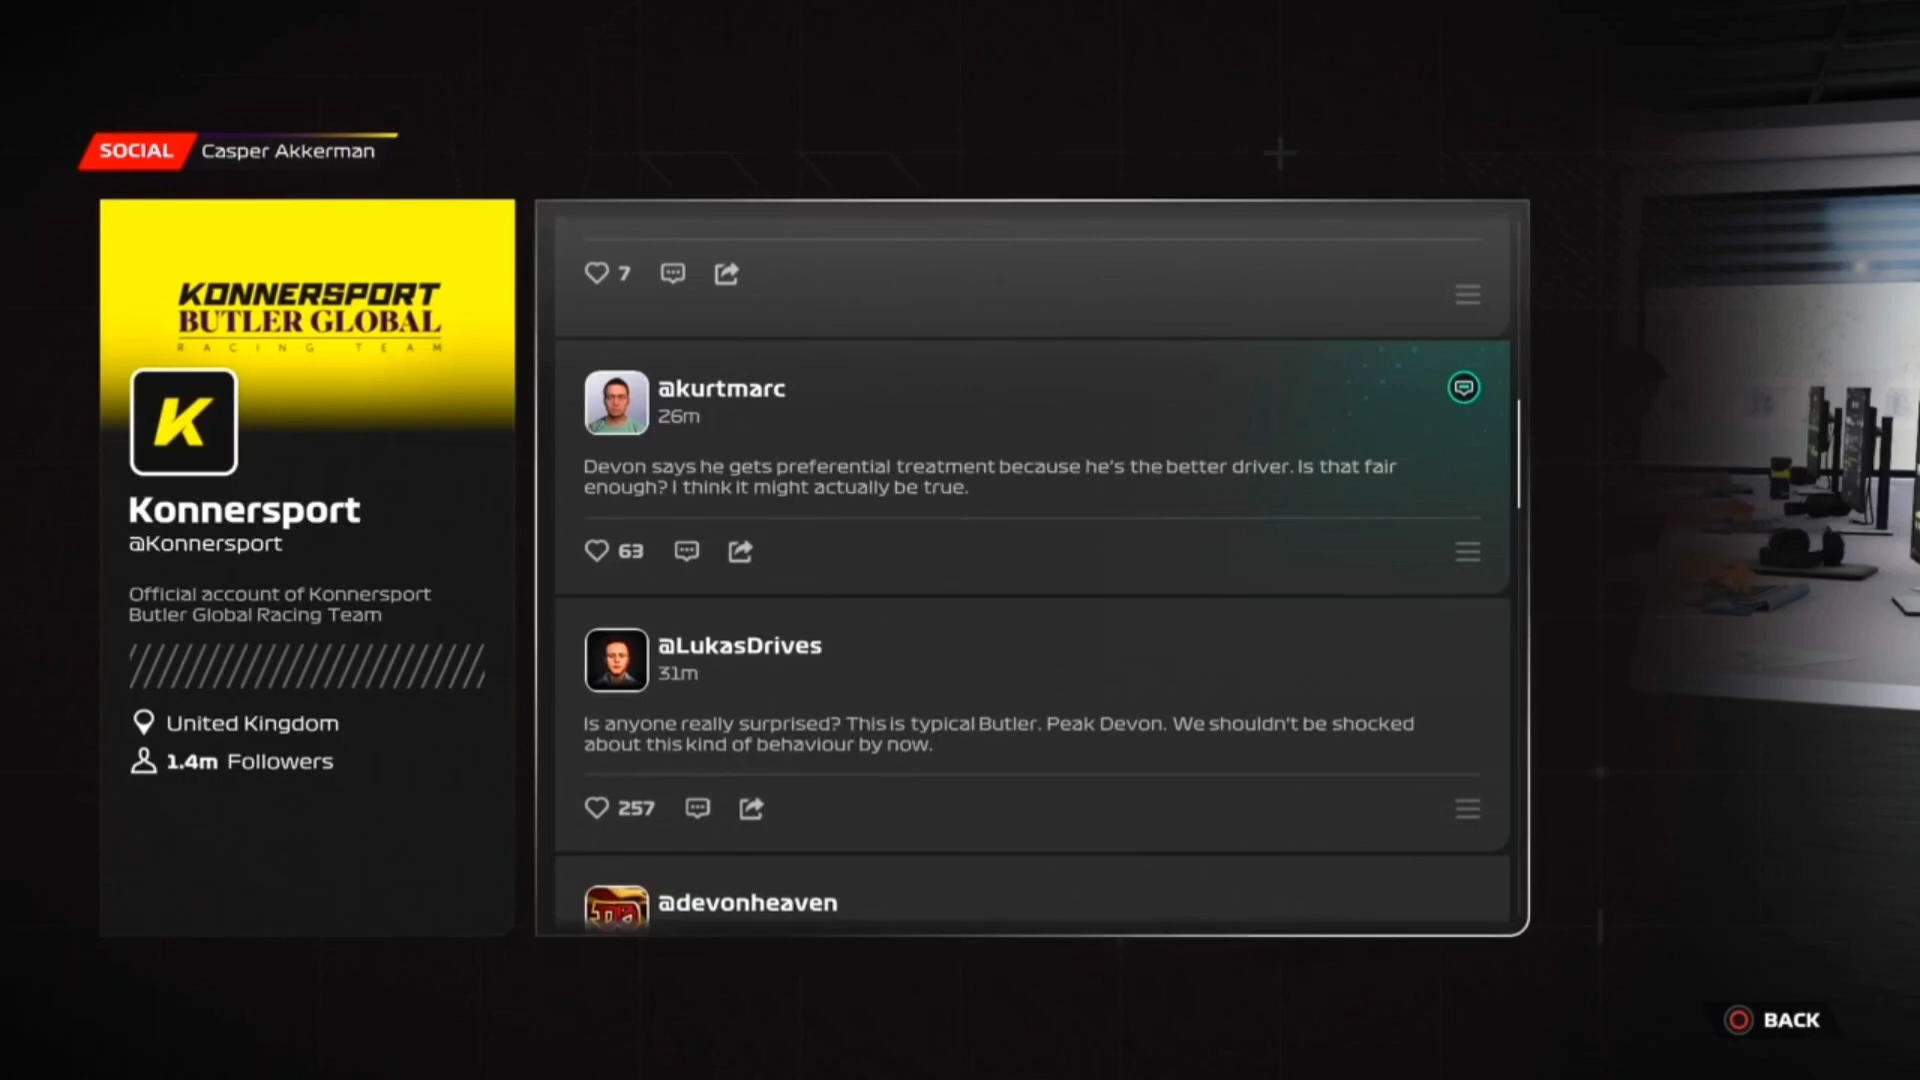 SOCIAL Casper Akkerman
KONNERSPORT
BUTLER GLOBAL
RACING TEAM
K
Konnersport
@Konnersport
Official account of Konnersport
Butler Global Racing Team
United Kingdom
1.4m Followers
7
@kurtmarc
26m
Devon says he gets preferential treatment because he's the better driver. Is that fair
enough? I think it might actually be true.
63
@LukasDrives
31m
Is anyone really surprised? This is typical Butler. Peak Devon. We shouldn't be shocked
about this kind of behaviour by now.
257
@devonheaven
BACK